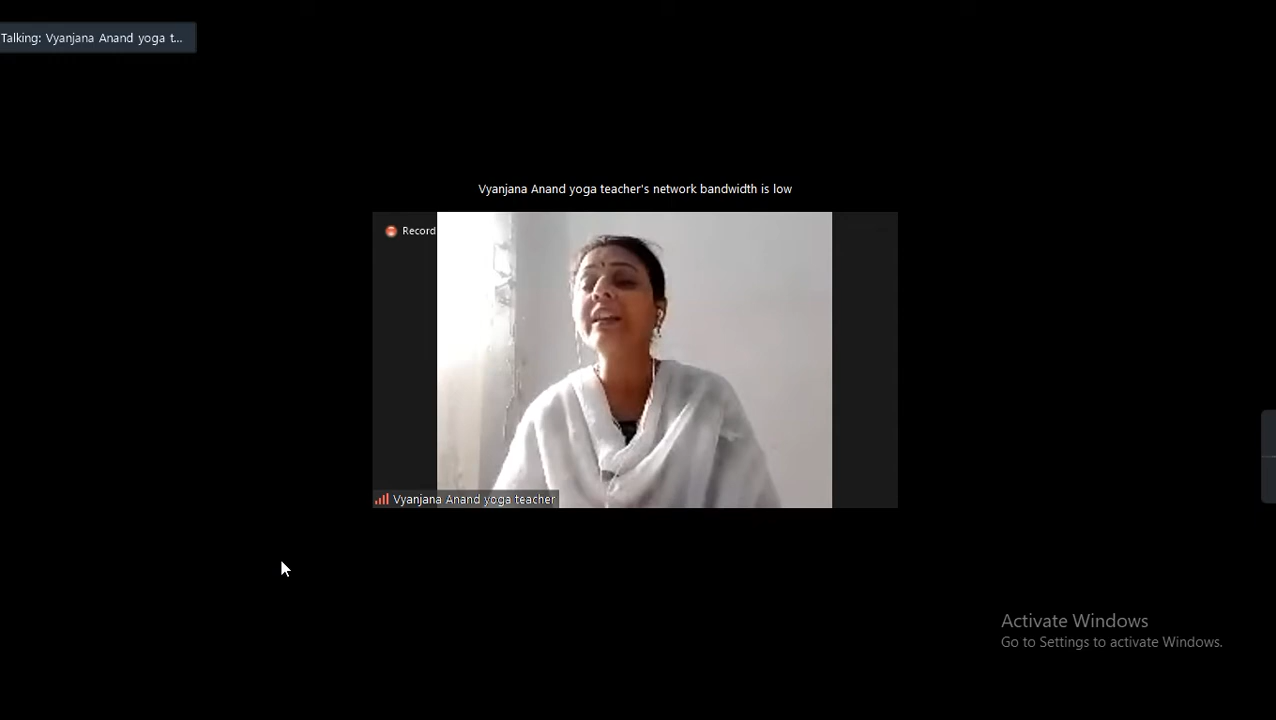 Talking: Vyanjana Anand yoga t...
Vyanjana Anand yoga teacher's network bandwidth is low
Record
Vyanjana Anand yoga teacher
Activate Windows
Go to Settings to activate Windows.